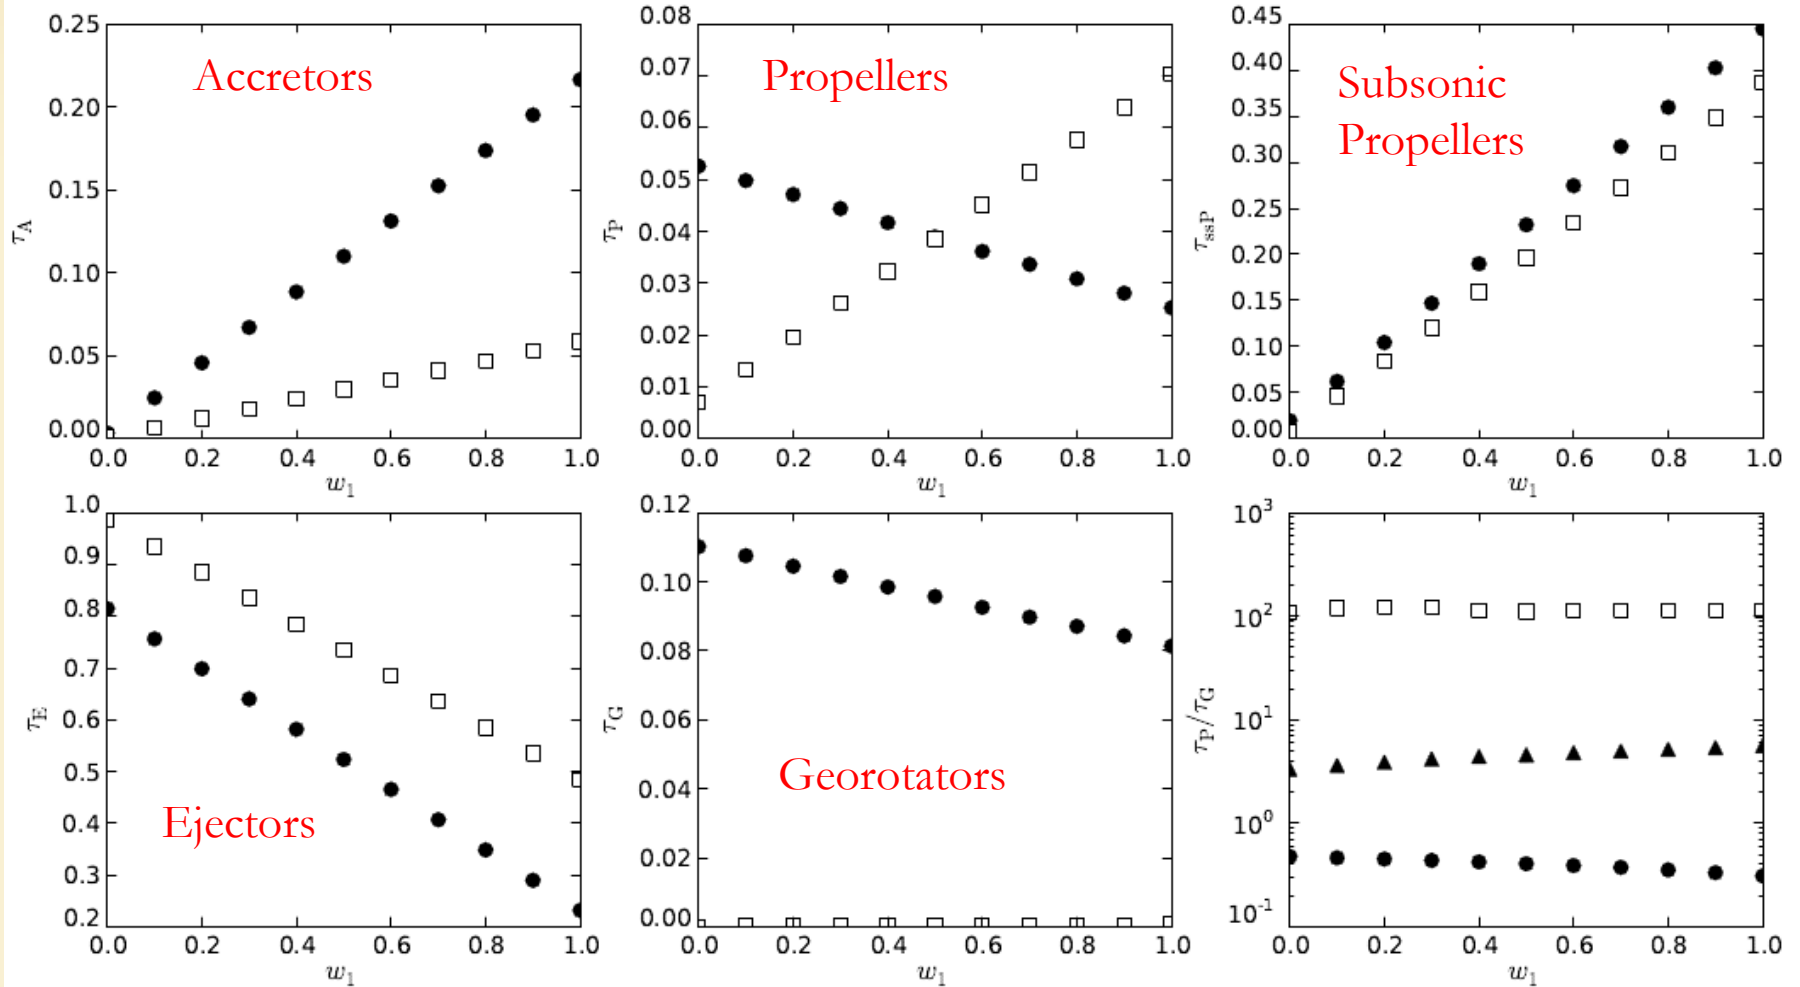 Accretors
τA
0.25
0.20
0.15
0.10
0.05
0.00
0.0 0.2 0.4 0.6 0.8 1.0
w1
Propellers
τP
0.08
0.07
0.06
0.05
0.04
0.03
0.02
0.01
0.00
0.0 0.2 0.4 0.6 0.8 1.0
w1
Subsonic
Propellers
τssP
0.45
0.40
0.35
0.30
0.25
0.20
0.15
0.10
0.05
0.00
0.0 0.2 0.4 0.6 0.8 1.0
w1
Ejectors
τE
1.0
0.9
0.8
0.7
0.6
0.5
0.4
0.3
0.2
0.0 0.2 0.4 0.6 0.8 1.0
w1
Georotators
τG
0.12
0.10
0.08
0.06
0.04
0.02
0.00
0.0 0.2 0.4 0.6 0.8 1.0
w1
τP/τG
10^3
10^2
10^1
10^0
10^-1
0.0 0.2 0.4 0.6 0.8 1.0
w1